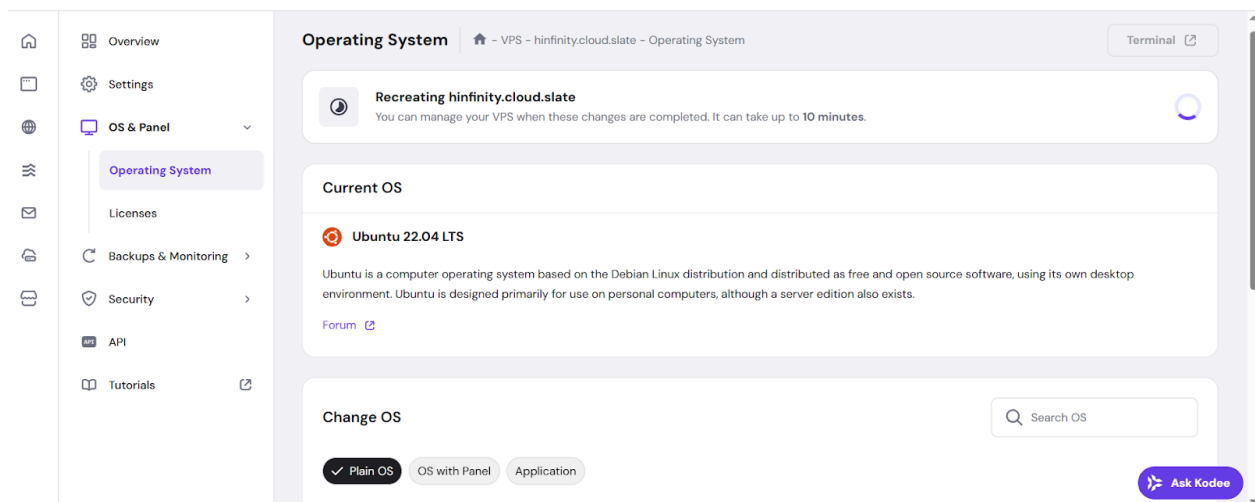 Overview
Settings
OS & Panel
Operating System
Licenses
Backups & Monitoring
Security
API API
Tutorials
Operating System
- VPS - hinfinity.cloud.slate - Operating System
Terminal
Recreating hinfinity.cloud.slate
You can manage your VPS when these changes are completed. It can take up to 10 minutes.
Current OS
Ubuntu 22.04 LTS
Ubuntu is a computer operating system based on the Debian Linux distribution and distributed as free and open source software, using its own desktop
environment. Ubuntu is designed primarily for use on personal computers, although a server edition also exists.
Forum
Change OS
Search OS
Plain OS
OS with Panel
Application
Ask Kodee